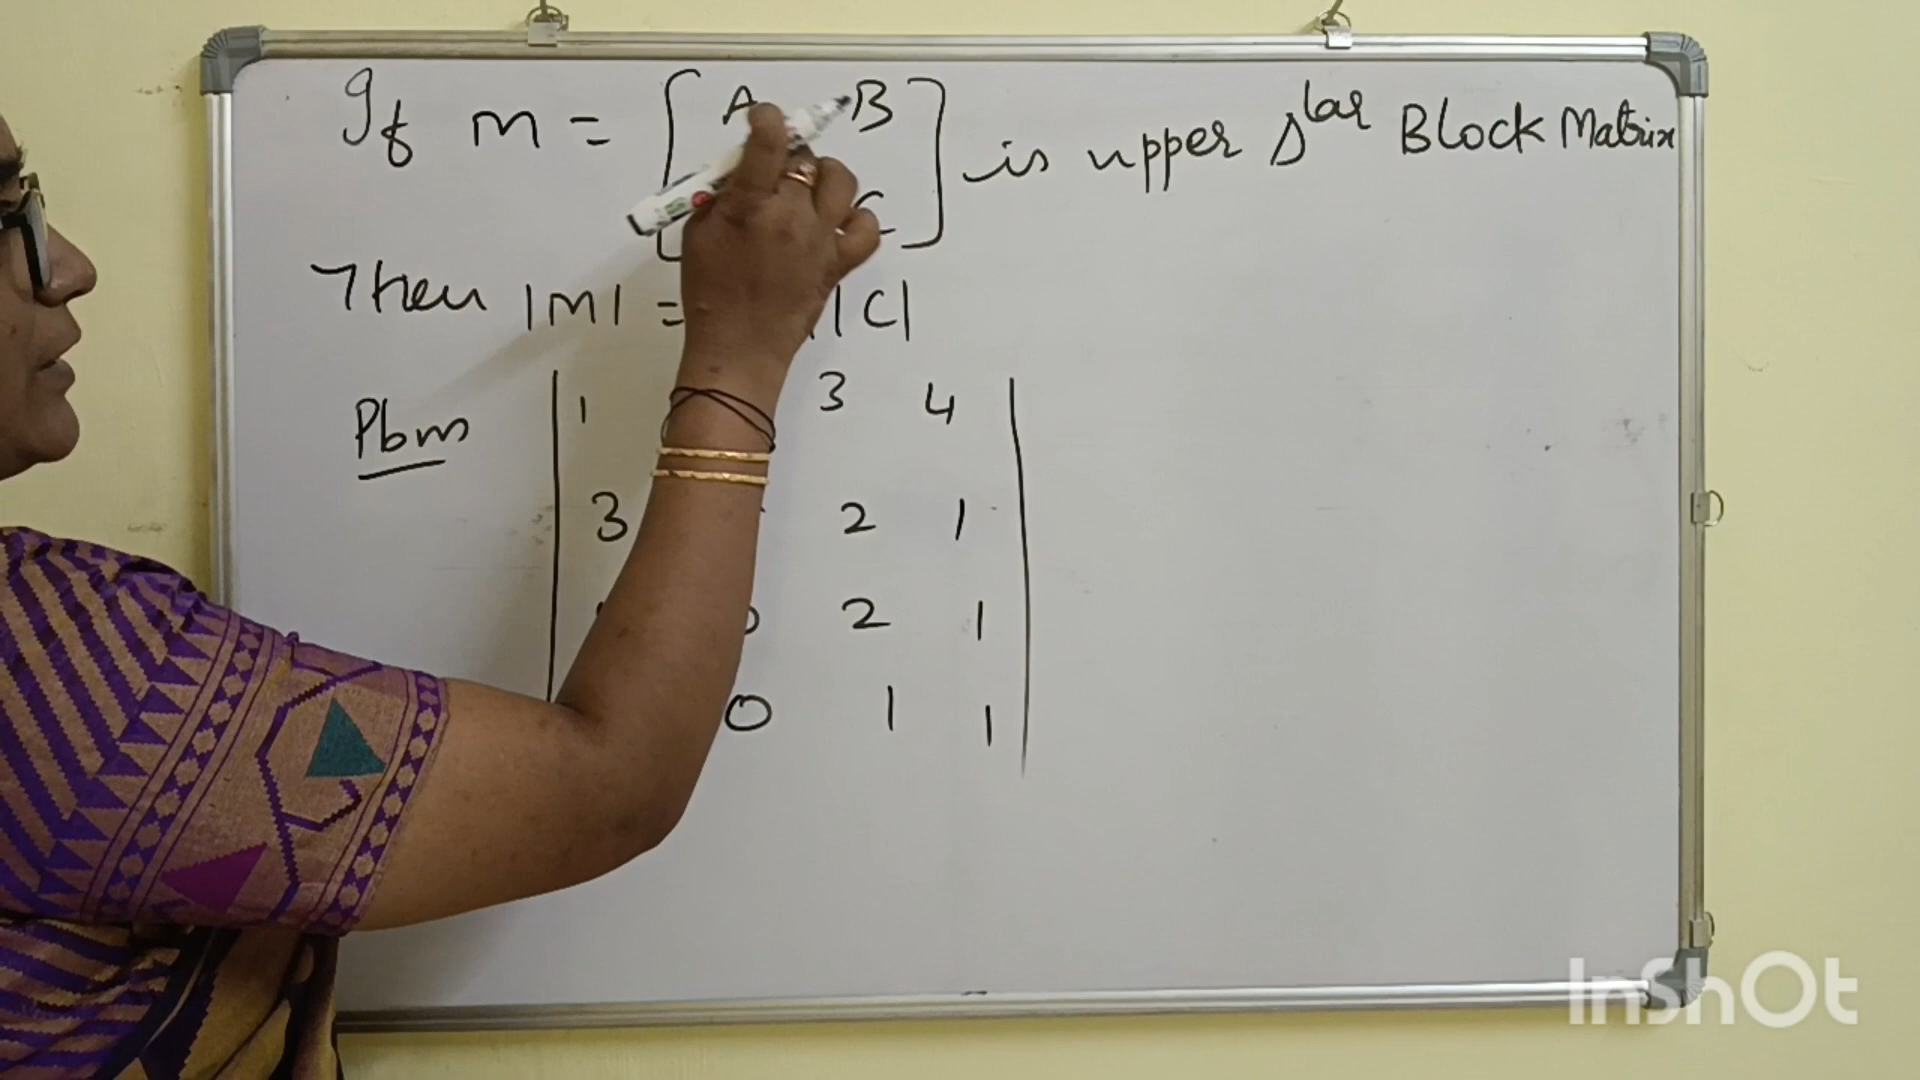 If m = [ A B
C ] is upper Δlar Block Matrix
Then |M| = |C|
Pbm | 1 3 4 |
3 2 1
0 2 1
0 1 1
InShOt